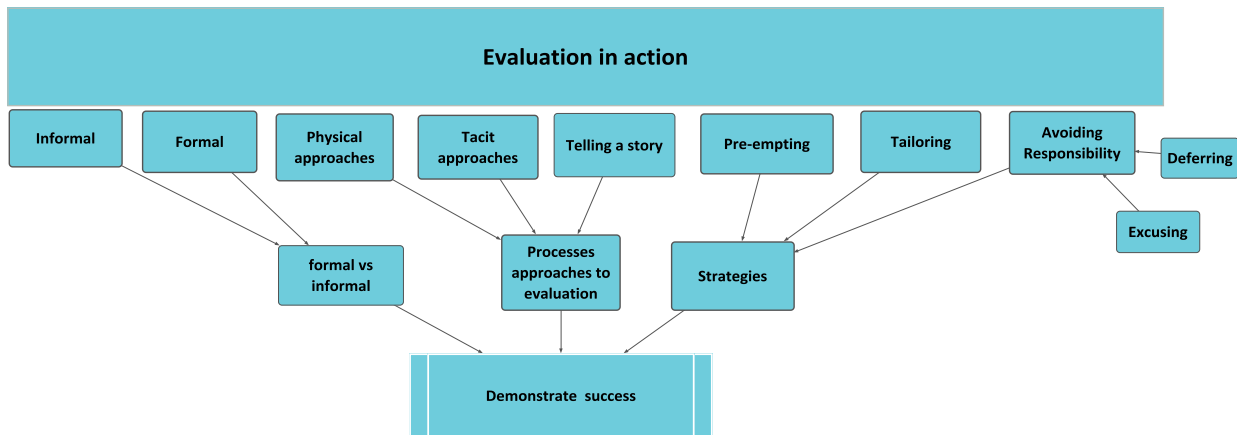 Evaluation in action
Informal
Formal
Physical
approaches
Tacit
approaches
Telling a story
Pre-empting
Tailoring
Avoiding
Responsibility
Deferring
Excusing
formal vs
informal
Processes
approaches to
evaluation
Strategies
Demonstrate success